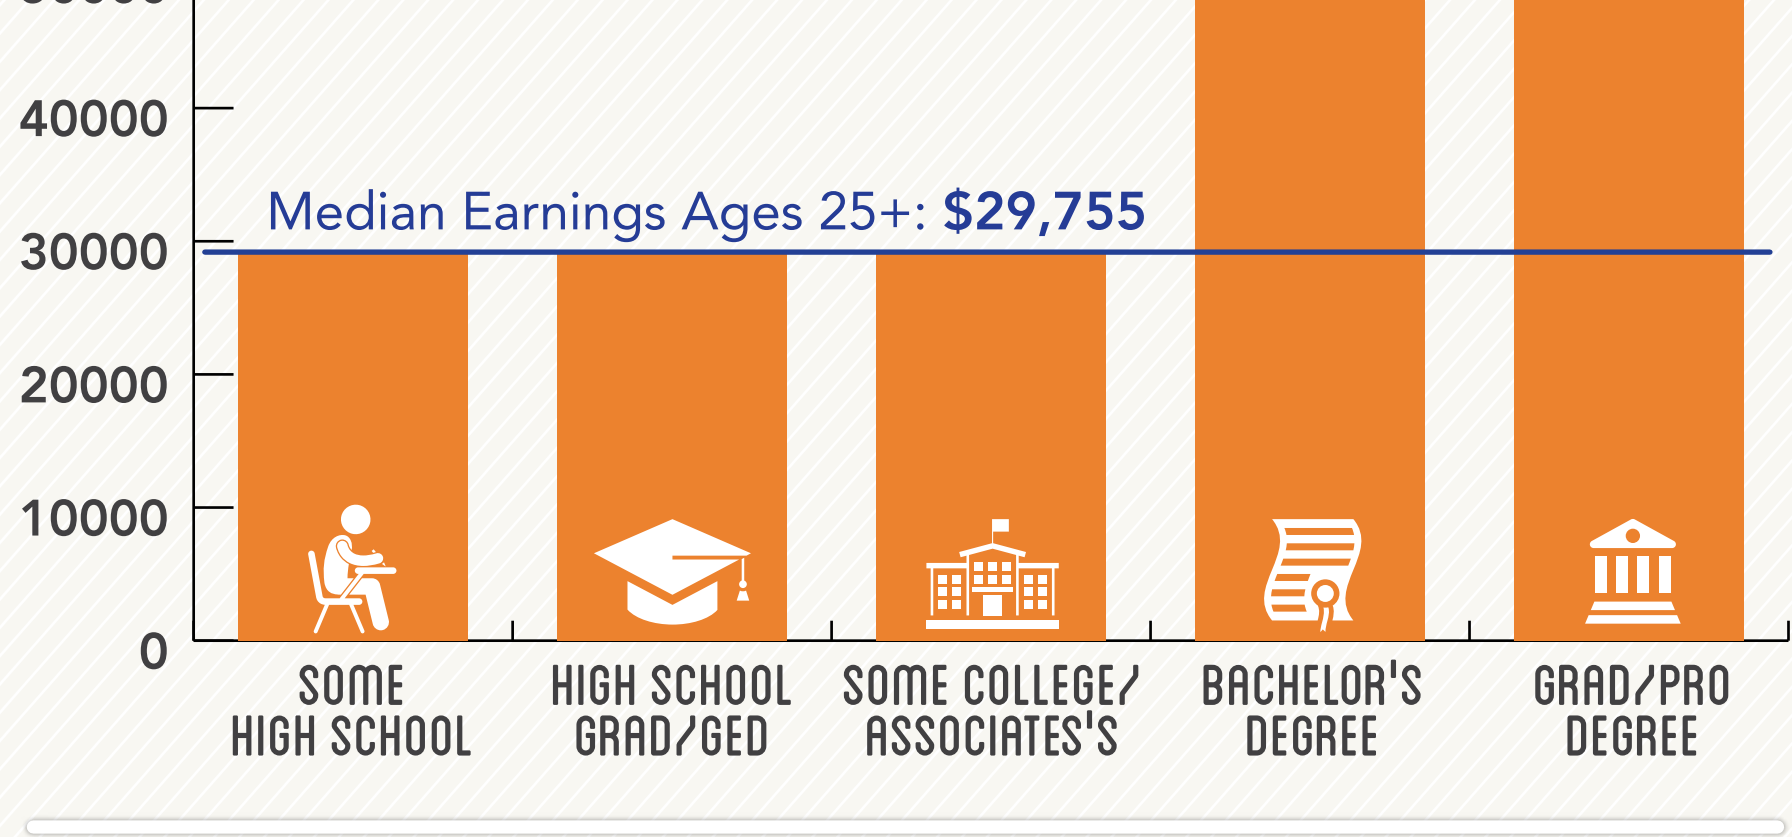 40000
Median Earnings Ages 25+: $29,755
30000
20000
10000
0
SOME
HIGH SCHOOL
HIGH SCHOOL
GRAD/GED
SOME COLLEGE/
ASSOCIATES'S
BACHELOR'S
DEGREE
GRAD/PRO
DEGREE